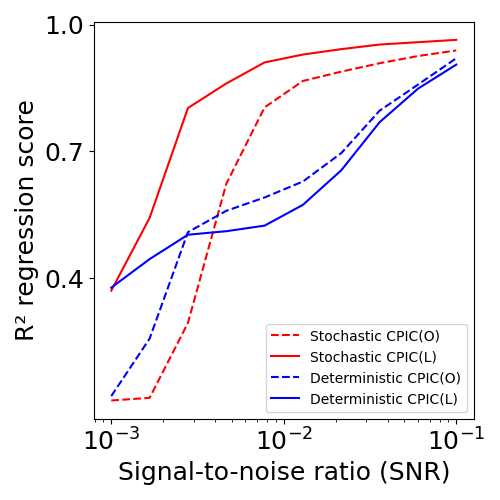 1.0
0.7
0.4
R² regression score
10⁻³
10⁻²
10⁻¹
Signal-to-noise ratio (SNR)
Stochastic CPIC(O)
Stochastic CPIC(L)
Deterministic CPIC(O)
Deterministic CPIC(L)